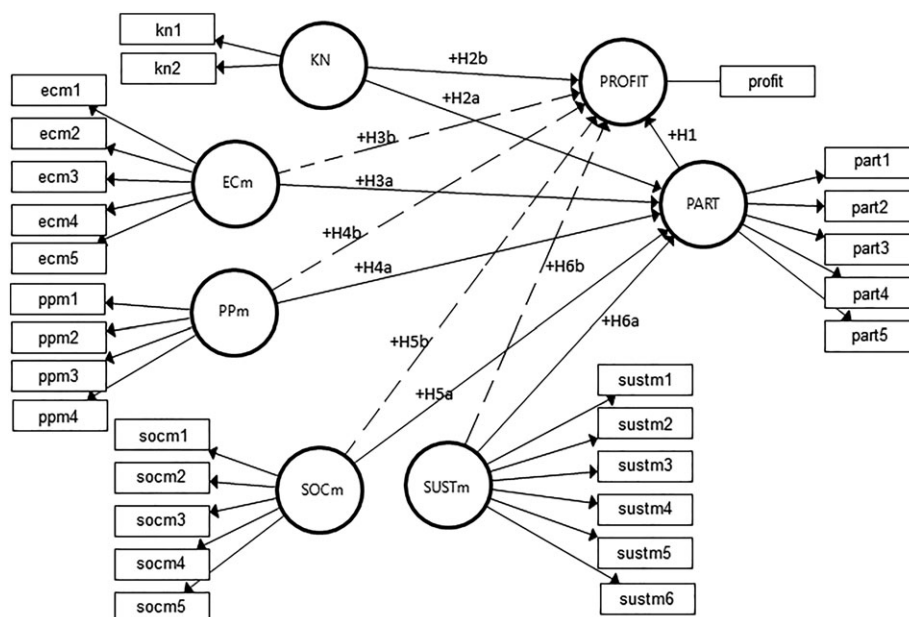 kn1
kn2
KN
+H2b
PROFIT
profit
ecm1
ecm2
ecm3
ecm4
ecm5
ECm
+H2a
+H3b
+H1
+H3a
PART
part1
part2
part3
part4
part5
ppm1
ppm2
ppm3
ppm4
PPm
+H4b
+H4a
+H6b
+H6a
+H5b
+H5a
socm1
socm2
socm3
socm4
socm5
SOCm
SUSTm
sustm1
sustm2
sustm3
sustm4
sustm5
sustm6